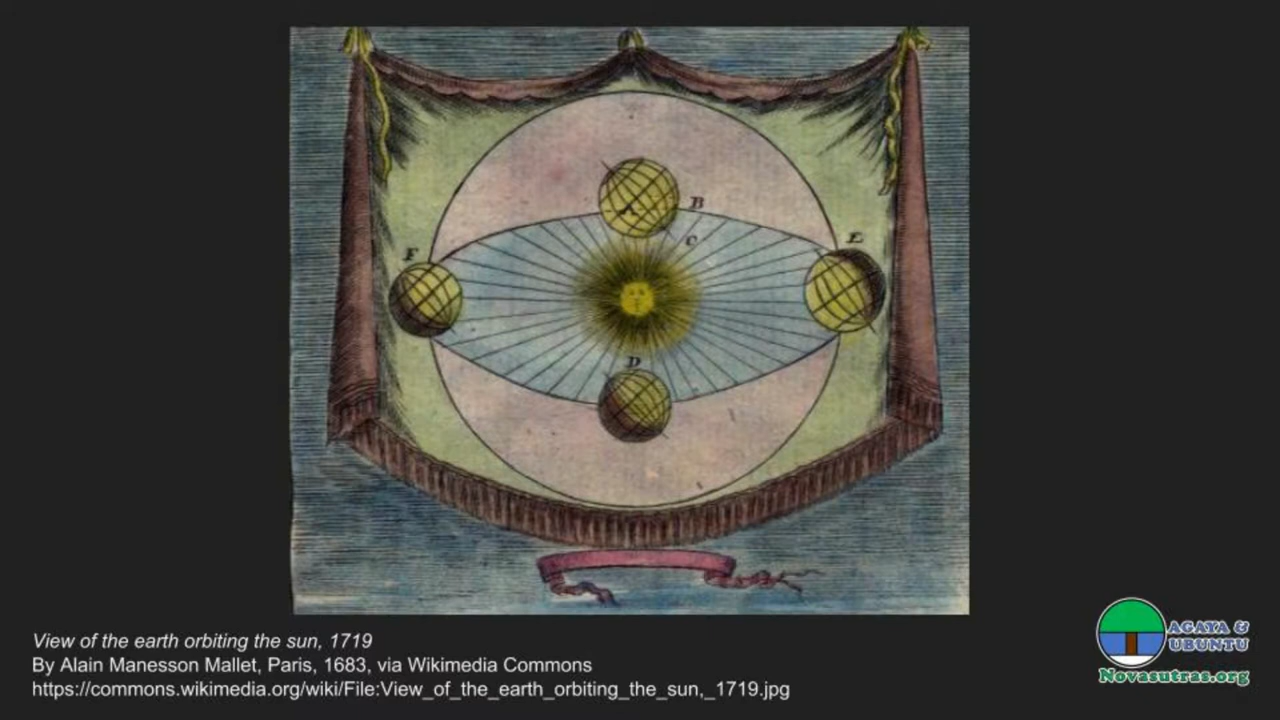 B
C
F
E
A
D
View of the earth orbiting the sun, 1719
By Alain Manesson Mallet, Paris, 1683, via Wikimedia Commons
https://commons.wikimedia.org/wiki/File:View_of_the_earth_orbiting_the_sun,_1719.jpg
AGAYA &
UBUNTU
Novasutras.org